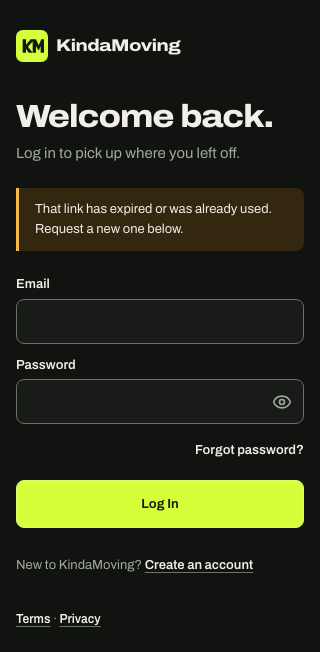 KM KindaMoving
Welcome back.
Log in to pick up where you left off.
That link has expired or was already used.
Request a new one below.
Email
Password
Forgot password?
Log In
New to KindaMoving? Create an account
Terms · Privacy